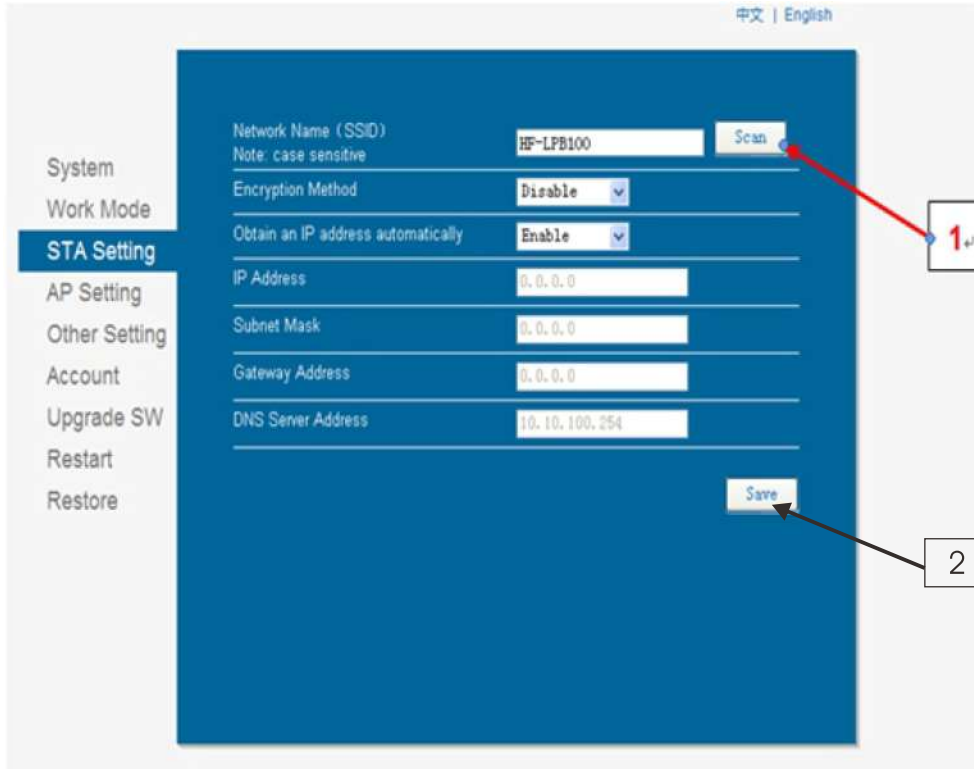 中文 | English
System
Work Mode
STA Setting
AP Setting
Other Setting
Account
Upgrade SW
Restart
Restore
Network Name (SSID)
Note: case sensitive
HF-LPB100
Scan
Encryption Method
Disable
Obtain an IP address automatically
Enable
IP Address
0.0.0.0
Subnet Mask
0.0.0.0
Gateway Address
0.0.0.0
DNS Server Address
10.10.100.254
Save
1↵
2